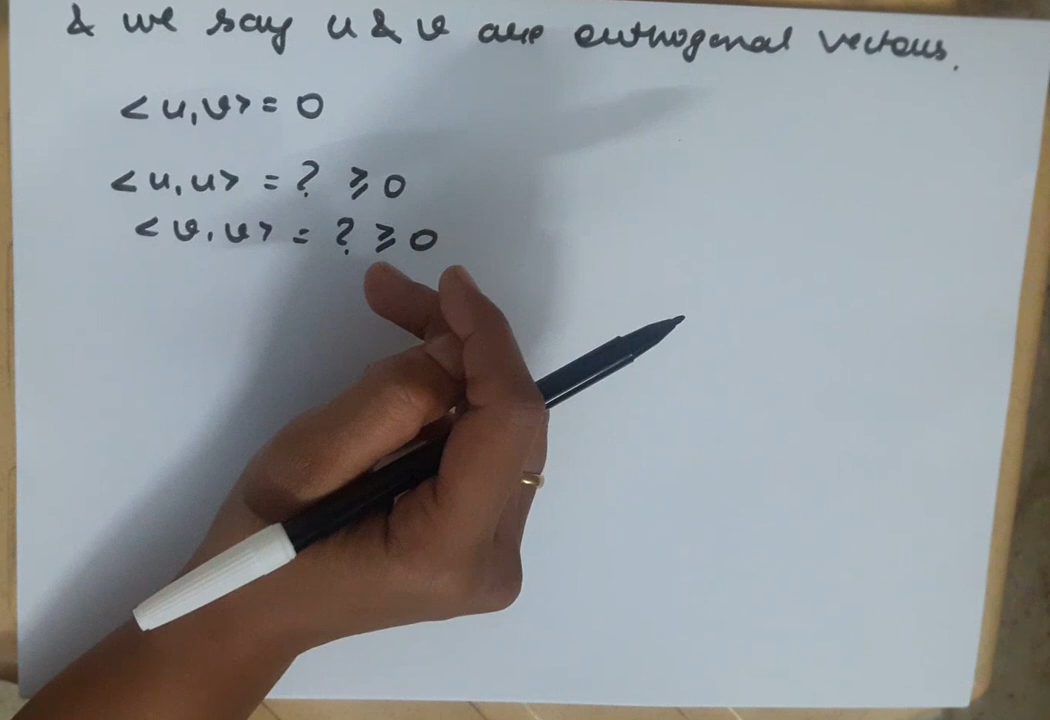 & we say u & v are orthogonal vectors.
<u,v> = 0
<u,u> = ? ≥ 0
<v,v> = ? ≥ 0